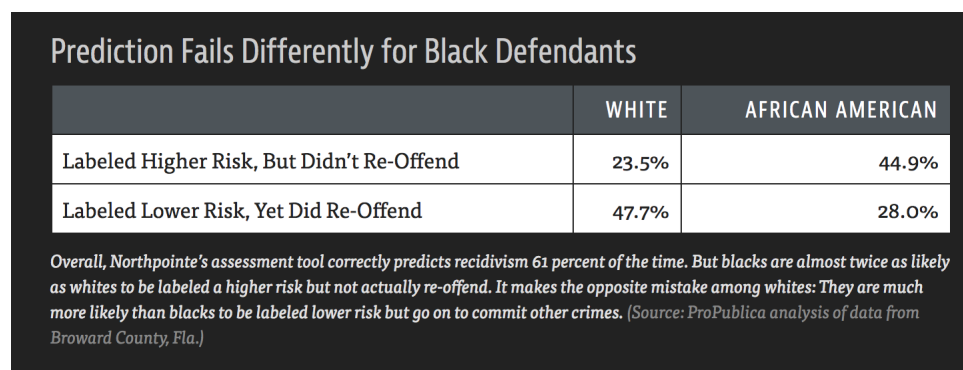 Prediction Fails Differently for Black Defendants
WHITE AFRICAN AMERICAN
Labeled Higher Risk, But Didn’t Re-Offend 23.5% 44.9%
Labeled Lower Risk, Yet Did Re-Offend 47.7% 28.0%
Overall, Northpointe’s assessment tool correctly predicts recidivism 61 percent of the time. But blacks are almost twice as likely
as whites to be labeled a higher risk but not actually re-offend. It makes the opposite mistake among whites: They are much
more likely than blacks to be labeled lower risk but go on to commit other crimes. (Source: ProPublica analysis of data from
Broward County, Fla.)